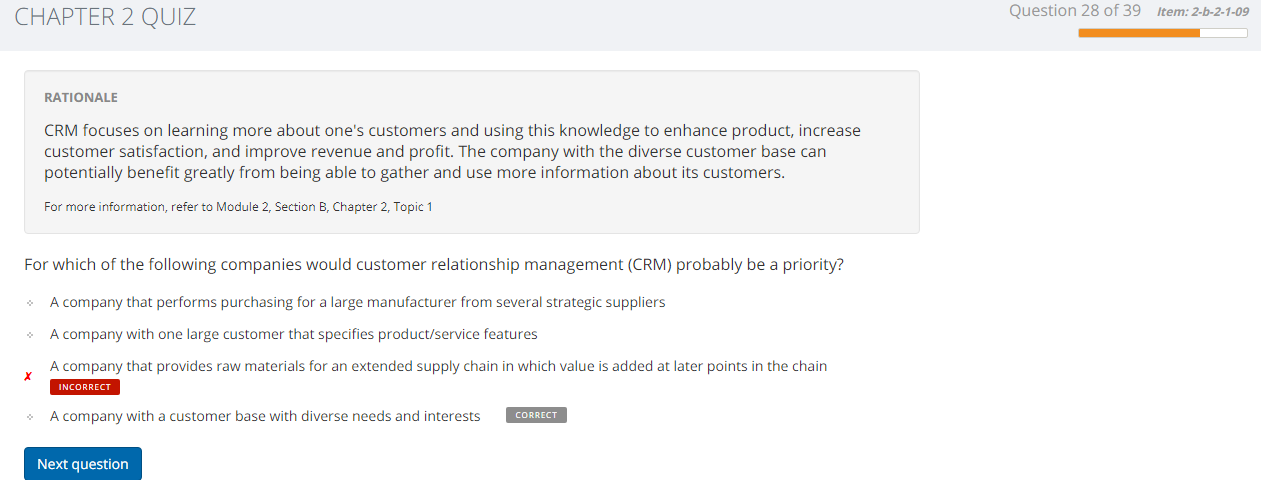 CHAPTER 2 QUIZ
Question 28 of 39 Item: 2-b-2-1-09
RATIONALE
CRM focuses on learning more about one's customers and using this knowledge to enhance product, increase
customer satisfaction, and improve revenue and profit. The company with the diverse customer base can
potentially benefit greatly from being able to gather and use more information about its customers.
For more information, refer to Module 2, Section B, Chapter 2, Topic 1
For which of the following companies would customer relationship management (CRM) probably be a priority?
A company that performs purchasing for a large manufacturer from several strategic suppliers
A company with one large customer that specifies product/service features
✗ A company that provides raw materials for an extended supply chain in which value is added at later points in the chain
INCORRECT
A company with a customer base with diverse needs and interests CORRECT
Next question